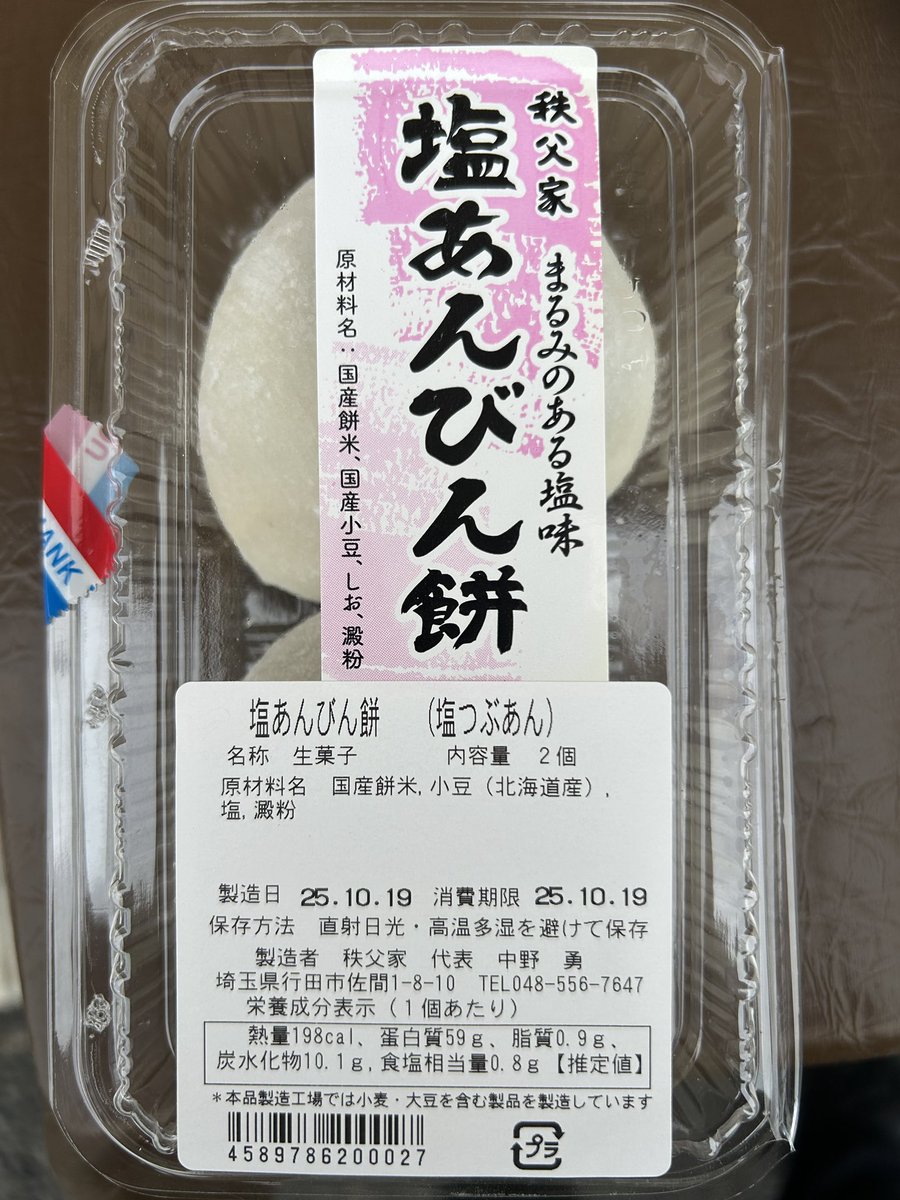 秩父家
まるみのある塩味
塩あんびん餅
原材料名：国産餅米、国産小豆、しお、澱粉
ANK
塩あんびん餅　（塩つぶあん）
名称　生菓子　内容量　２個
原材料名　国産餅米,小豆（北海道産）,
塩,澱粉
製造日 25.10.19 消費期限 25.10.19
保存方法　直射日光・高温多湿を避けて保存
製造者　秩父家　代表　中野　勇
埼玉県行田市佐間1-8-10　TEL048-556-7647
栄養成分表示（１個あたり）
熱量198cal、蛋白質59ｇ、脂質0.9ｇ、
炭水化物10.1ｇ,食塩相当量0.8ｇ【推定値】
＊本品製造工場では小麦・大豆を含む製品を製造しています
4589786200027
プラ